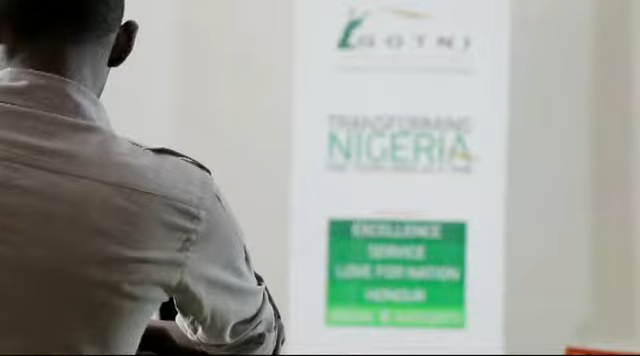 GOTNI
TRANSFORMING
NIGERIA
EXCELLENCE
SERVICE
LOVE FOR NATION
HONOUR